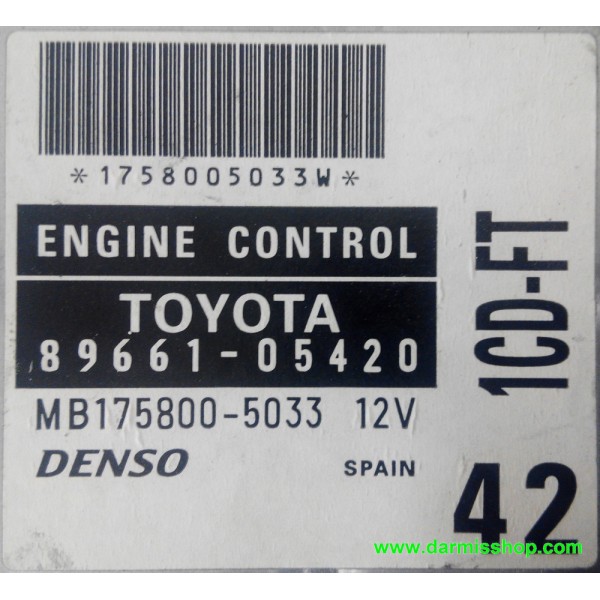 *1758005033W*
ENGINE CONTROL
TOYOTA
89661-05420
MB175800-5033 12V
DENSO SPAIN
1CD-FT
42
www.darmisshop.com